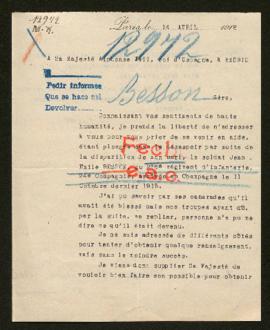 12972
Paris, le 14 AVRIL 1916
12972
A Sa Majesté Alphonse XIII, Roi d'Espagne, à MADRID
Pedir informes
Que se hace mi
Devolver
Besson
Sire,
Connaissant vos sentiments de haute
humanité, je prends la liberté de m'adresser
à vous pour vous prier de me venir en aide,
étant plongée dans le désespoir par suite de
la disparition de mon mari, le soldat Jean
BESSON du régiment d'Infanterie,
Compagnie Champagne le 11
Octobre dernier 1915.
recl
esc
J'ai pu savoir par ses camarades qu'il
avait été blessé mais nos troupes ayant dû,
par la suite, se replier, personne n'a pu me
dire ce qu'il était devenu.
Je me suis adressée de différents côtés
pour tenter d'obtenir quelque renseignement,
mais sans le moindre succès.
Je viens donc supplier Sa Majesté de
vouloir bien faire son possible pour obtenir